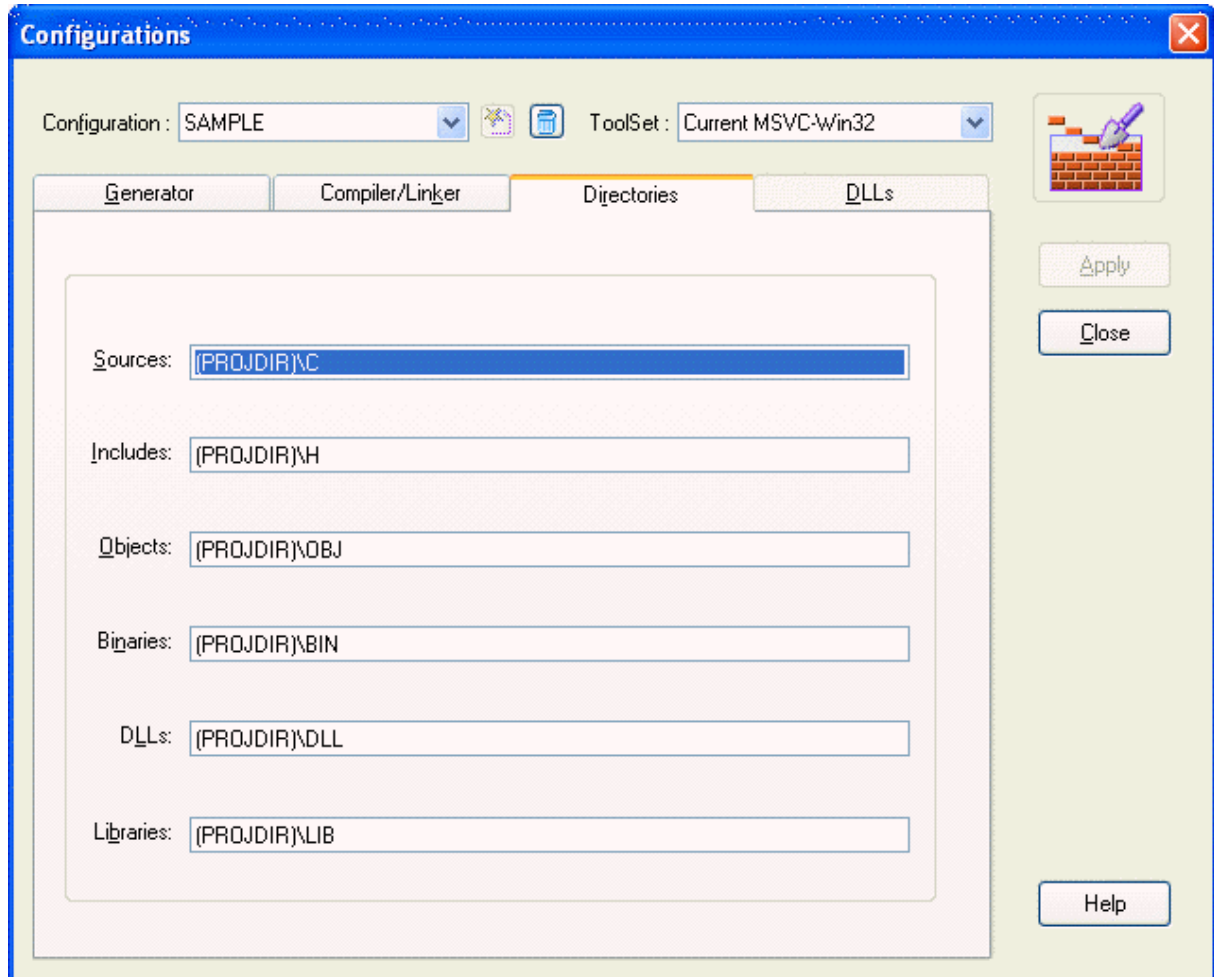 Configurations
Configuration : SAMPLE ToolSet : Current MSVC-Win32
Generator Compiler/Linker Directories DLLs
Apply
Close
Sources: (PROJDIR)\C
Includes: (PROJDIR)\H
Objects: (PROJDIR)\OBJ
Binaries: (PROJDIR)\BIN
DLLs: (PROJDIR)\DLL
Libraries: (PROJDIR)\LIB
Help